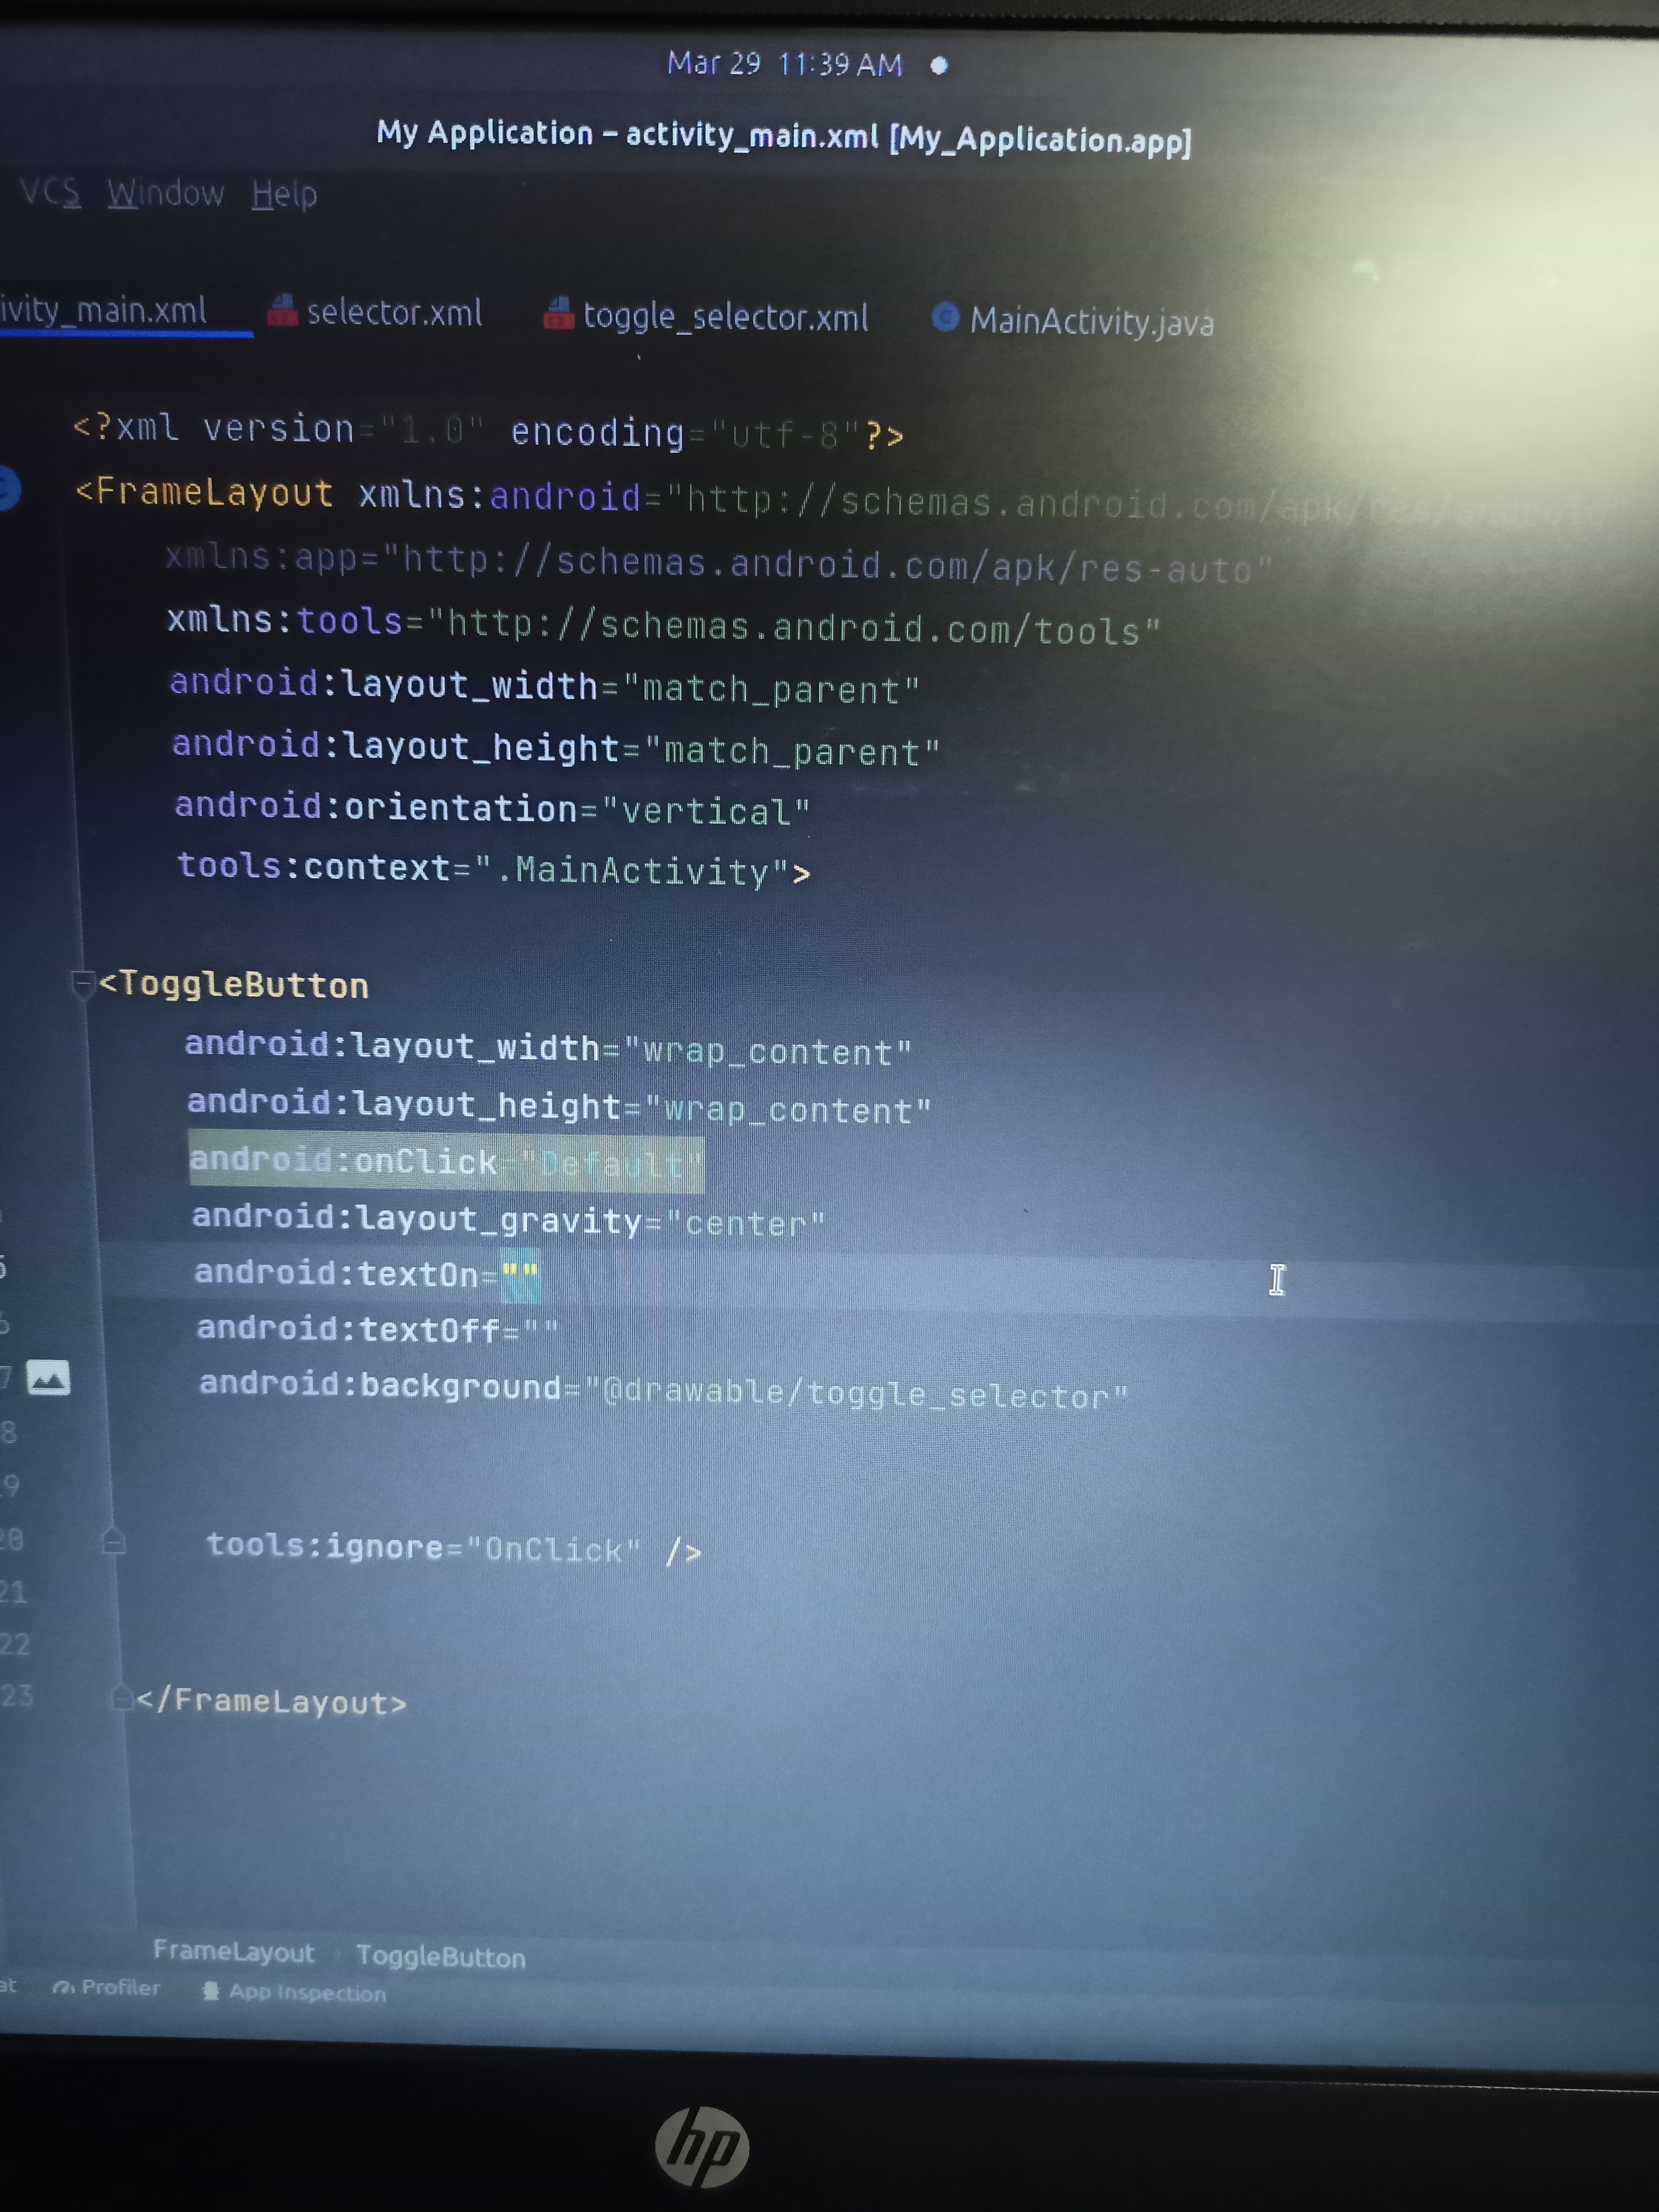 Mar 29 11:39 AM
My Application – activity_main.xml [My_Application.app]
VCS Window Help
ivity_main.xml selector.xml toggle_selector.xml MainActivity.java
<?xml version="1.0" encoding="utf-8"?>
<FrameLayout xmlns:android="http://schemas.android.com/apk/res/android
xmlns:app="http://schemas.android.com/apk/res-auto"
xmlns:tools="http://schemas.android.com/tools"
android:layout_width="match_parent"
android:layout_height="match_parent"
android:orientation="vertical"
tools:context=".MainActivity">
<ToggleButton
android:layout_width="wrap_content"
android:layout_height="wrap_content"
android:onClick="Default"
android:layout_gravity="center"
android:textOn=""
android:textOff=""
7 android:background="@drawable/toggle_selector"
8
9
20 tools:ignore="OnClick" />
21
22
23 </FrameLayout>
FrameLayout ToggleButton
at Profiler App Inspection
hp